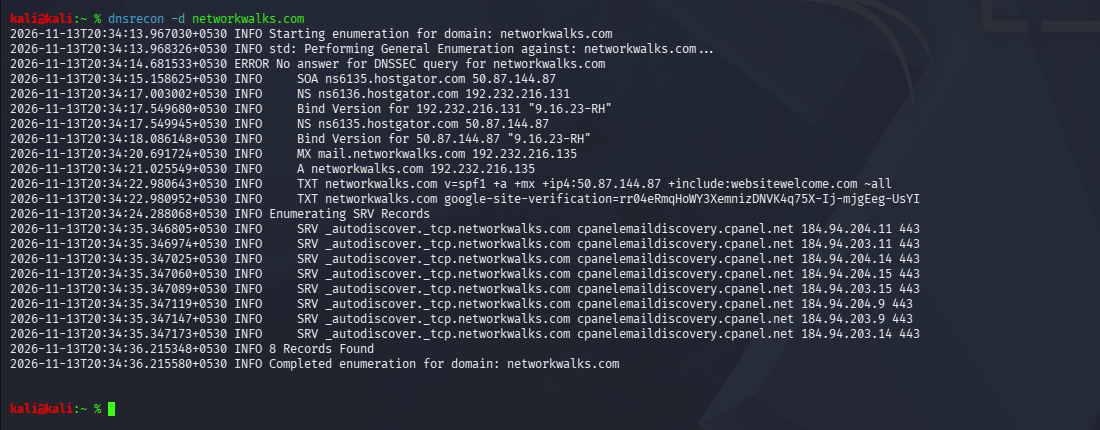 kali@kali:~ % dnsrecon -d networkwalks.com
2026-11-13T20:34:13.967030+0530 INFO Starting enumeration for domain: networkwalks.com
2026-11-13T20:34:13.968326+0530 INFO std: Performing General Enumeration against: networkwalks.com...
2026-11-13T20:34:14.681533+0530 ERROR No answer for DNSSEC query for networkwalks.com
2026-11-13T20:34:15.158625+0530 INFO     SOA ns6135.hostgator.com 50.87.144.87
2026-11-13T20:34:17.003002+0530 INFO     NS ns6136.hostgator.com 192.232.216.131
2026-11-13T20:34:17.549680+0530 INFO     Bind Version for 192.232.216.131 "9.16.23-RH"
2026-11-13T20:34:17.549945+0530 INFO     NS ns6135.hostgator.com 50.87.144.87
2026-11-13T20:34:18.086148+0530 INFO     Bind Version for 50.87.144.87 "9.16.23-RH"
2026-11-13T20:34:20.691724+0530 INFO     MX mail.networkwalks.com 192.232.216.135
2026-11-13T20:34:21.025549+0530 INFO     A networkwalks.com 192.232.216.135
2026-11-13T20:34:22.980643+0530 INFO     TXT networkwalks.com v=spf1 +a +mx +ip4:50.87.144.87 +include:websitewelcome.com ~all
2026-11-13T20:34:22.980952+0530 INFO     TXT networkwalks.com google-site-verification=rr04eRmqHoWY3XemnizDNVK4q75X-Ij-mjgEeg-UsYI
2026-11-13T20:34:24.288068+0530 INFO Enumerating SRV Records
2026-11-13T20:34:35.346805+0530 INFO     SRV _autodiscover._tcp.networkwalks.com cpanelemaildiscovery.cpanel.net 184.94.204.11 443
2026-11-13T20:34:35.346974+0530 INFO     SRV _autodiscover._tcp.networkwalks.com cpanelemaildiscovery.cpanel.net 184.94.203.11 443
2026-11-13T20:34:35.347025+0530 INFO     SRV _autodiscover._tcp.networkwalks.com cpanelemaildiscovery.cpanel.net 184.94.204.14 443
2026-11-13T20:34:35.347060+0530 INFO     SRV _autodiscover._tcp.networkwalks.com cpanelemaildiscovery.cpanel.net 184.94.204.15 443
2026-11-13T20:34:35.347089+0530 INFO     SRV _autodiscover._tcp.networkwalks.com cpanelemaildiscovery.cpanel.net 184.94.203.15 443
2026-11-13T20:34:35.347119+0530 INFO     SRV _autodiscover._tcp.networkwalks.com cpanelemaildiscovery.cpanel.net 184.94.204.9 443
2026-11-13T20:34:35.347147+0530 INFO     SRV _autodiscover._tcp.networkwalks.com cpanelemaildiscovery.cpanel.net 184.94.203.9 443
2026-11-13T20:34:35.347173+0530 INFO     SRV _autodiscover._tcp.networkwalks.com cpanelemaildiscovery.cpanel.net 184.94.203.14 443
2026-11-13T20:34:36.215348+0530 INFO 8 Records Found
2026-11-13T20:34:36.215580+0530 INFO Completed enumeration for domain: networkwalks.com
kali@kali:~ %